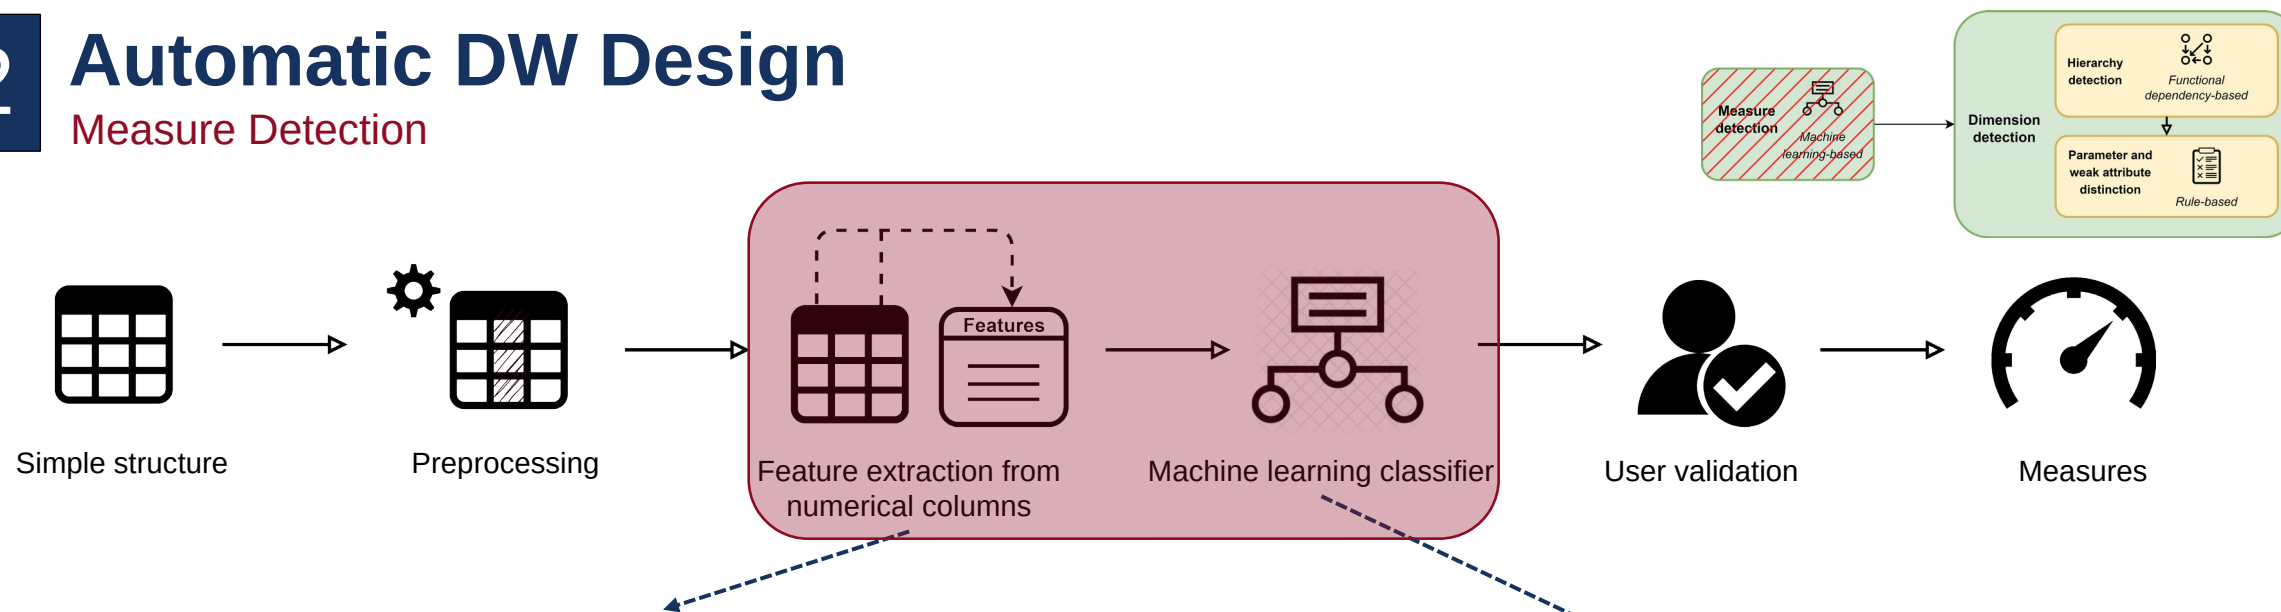 2
Automatic DW Design
Measure Detection
Measure
detection
Machine
learning-based
Dimension
detection
Hierarchy
detection
Functional
dependency-based
Parameter and
weak attribute
distinction
Rule-based
Features
Simple structure
Preprocessing
Feature extraction from
numerical columns
Machine learning classifier
User validation
Measures